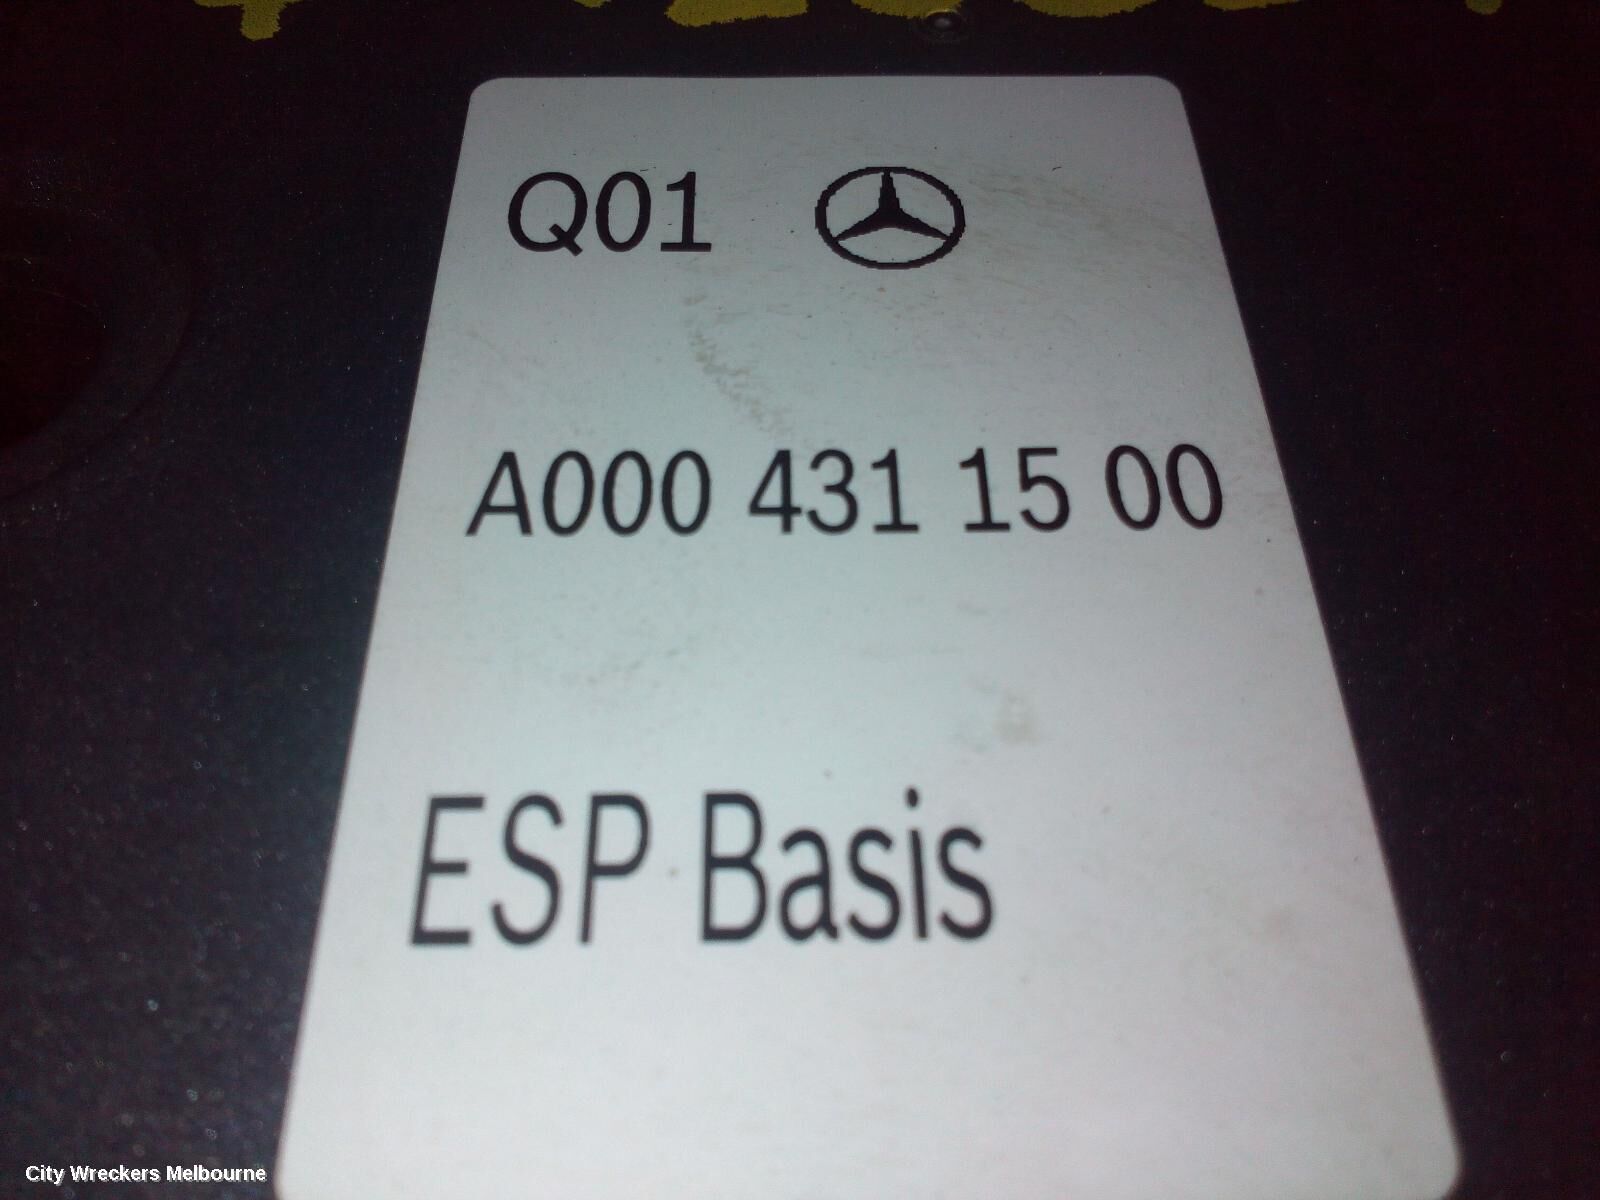 Q01
A000 431 15 00
ESP Basis
City Wreckers Melbourne